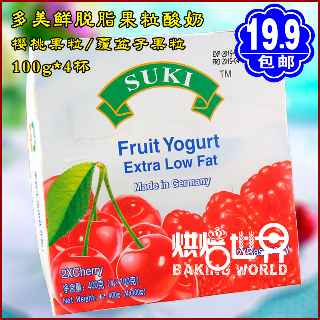 多美鲜脱脂果粒酸奶
樱桃果粒/覆盆子果粒
100g*4杯
19.9
包邮
SUKI
TM
Fruit Yogurt
Extra Low Fat
Made in Germany
烘焙世界
BAKING WORLD
2XCherry